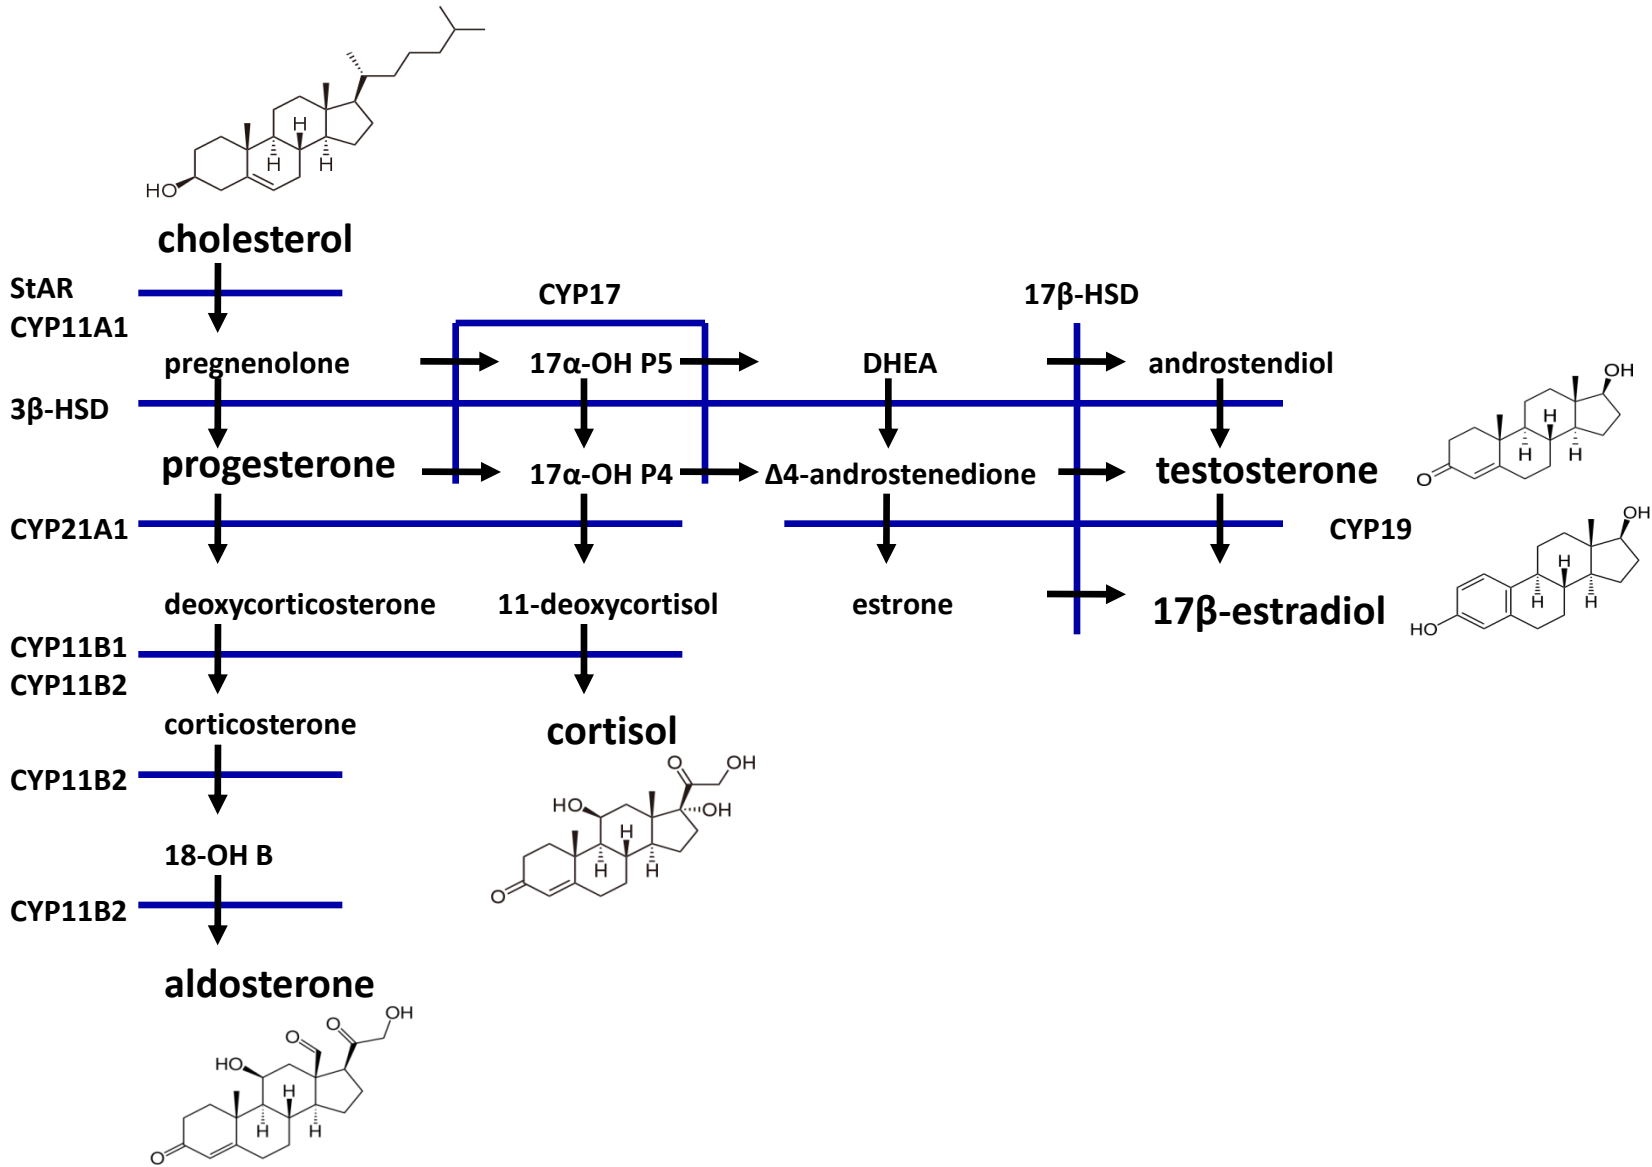 HO
H
H
H
cholesterol
StAR
CYP11A1
CYP17
17β-HSD
pregnenolone
17α-OH P5
DHEA
androstendiol
3β-HSD
OH
H
H
H
O
progesterone
17α-OH P4
Δ4-androstenedione
testosterone
CYP21A1
CYP19
OH
H
H
H
HO
deoxycorticosterone
11-deoxycortisol
estrone
17β-estradiol
CYP11B1
CYP11B2
corticosterone
cortisol
O
OH
HO
OH
H
H
H
O
CYP11B2
18-OH B
CYP11B2
aldosterone
OH
O
O
HO
H
H
H
O